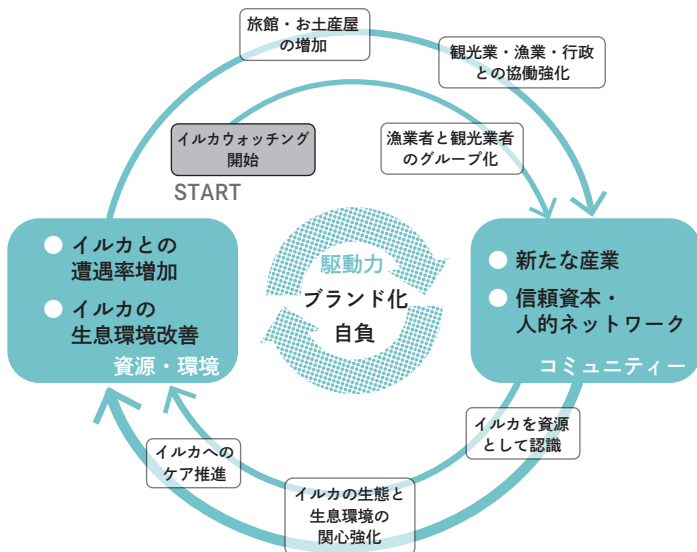 旅館・お土産屋
の増加
観光業・漁業・行政
との協働強化
イルカウォッチング
開始
START
漁業者と観光業者
のグループ化
イルカとの
遭遇率増加
イルカの
生息環境改善
資源・環境
駆動力
ブランド化
自負
新たな産業
信頼資本・
人的ネットワーク
コミュニティー
イルカを資源
として認識
イルカへの
ケア推進
イルカの生態と
生息環境の
関心強化